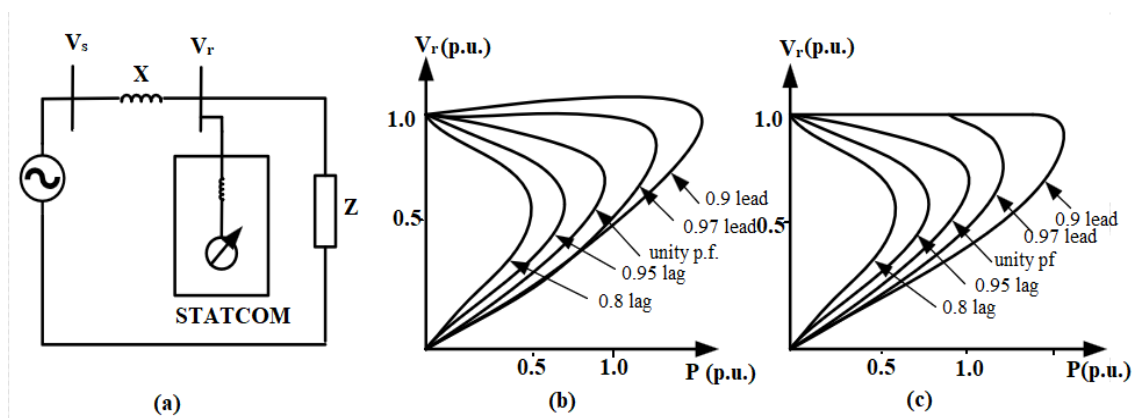 Vs
X
Vr
Z
STATCOM
(a)
Vr (p.u.)
1.0
0.5
0.9 lead
0.97 lead
unity p.f.
0.95 lag
0.8 lag
0.5
1.0
P (p.u.)
(b)
Vr (p.u.)
1.0
0.5
0.9 lead
0.97 lead
unity pf
0.95 lag
0.8 lag
0.5
1.0
P(p.u.)
(c)